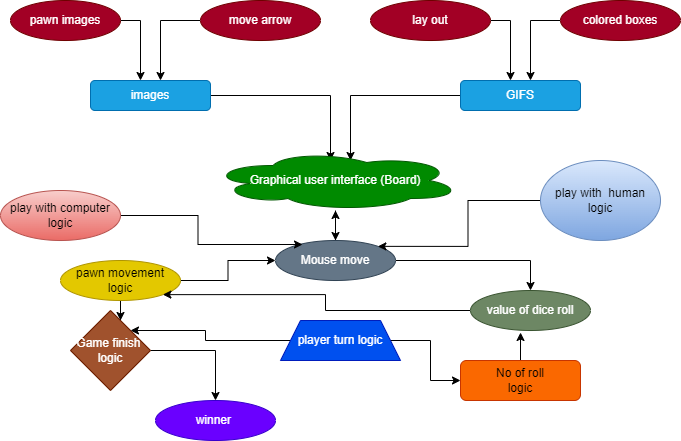 pawn images
move arrow
lay out
colored boxes
images
GIFS
Graphical user interface (Board)
play with computer
logic
play with  human
logic
Mouse move
pawn movement
logic
value of dice roll
Game finish
logic
player turn logic
No of roll
logic
winner